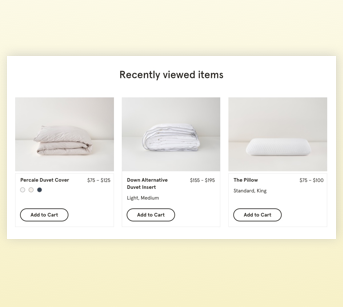 Recently viewed items
Percale Duvet Cover
$75 - $125
Down Alternative
Duvet Insert
$155 - $195
Light, Medium
The Pillow
$75 - $100
Standard, King
Add to Cart
Add to Cart
Add to Cart